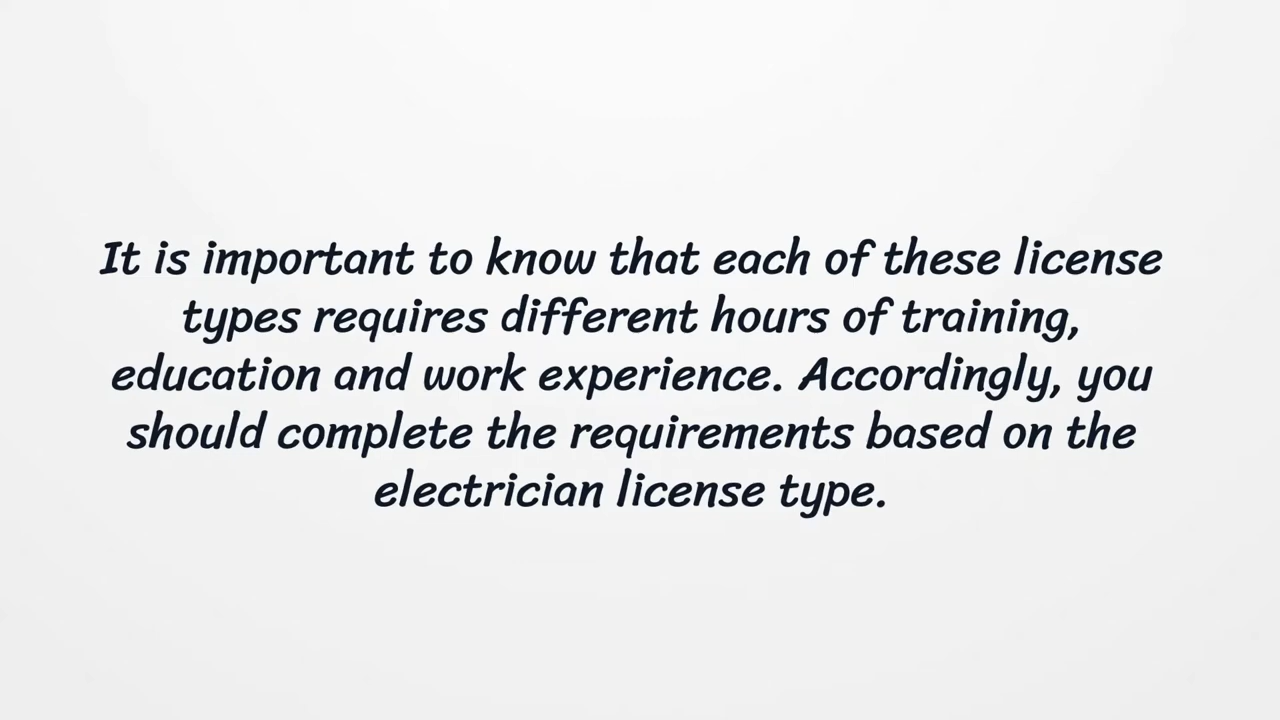 It is important to know that each of these license
types requires different hours of training,
education and work experience. Accordingly, you
should complete the requirements based on the
electrician license type.